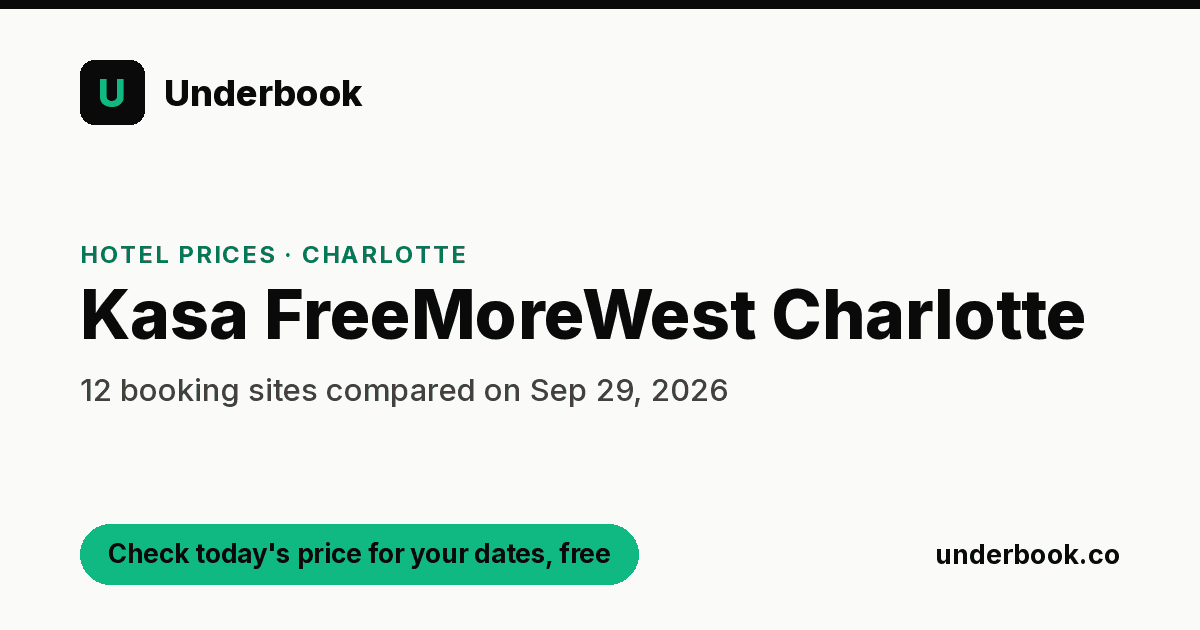 U Underbook
HOTEL PRICES · CHARLOTTE
Kasa FreeMoreWest Charlotte
12 booking sites compared on Sep 29, 2026
Check today's price for your dates, free
underbook.co